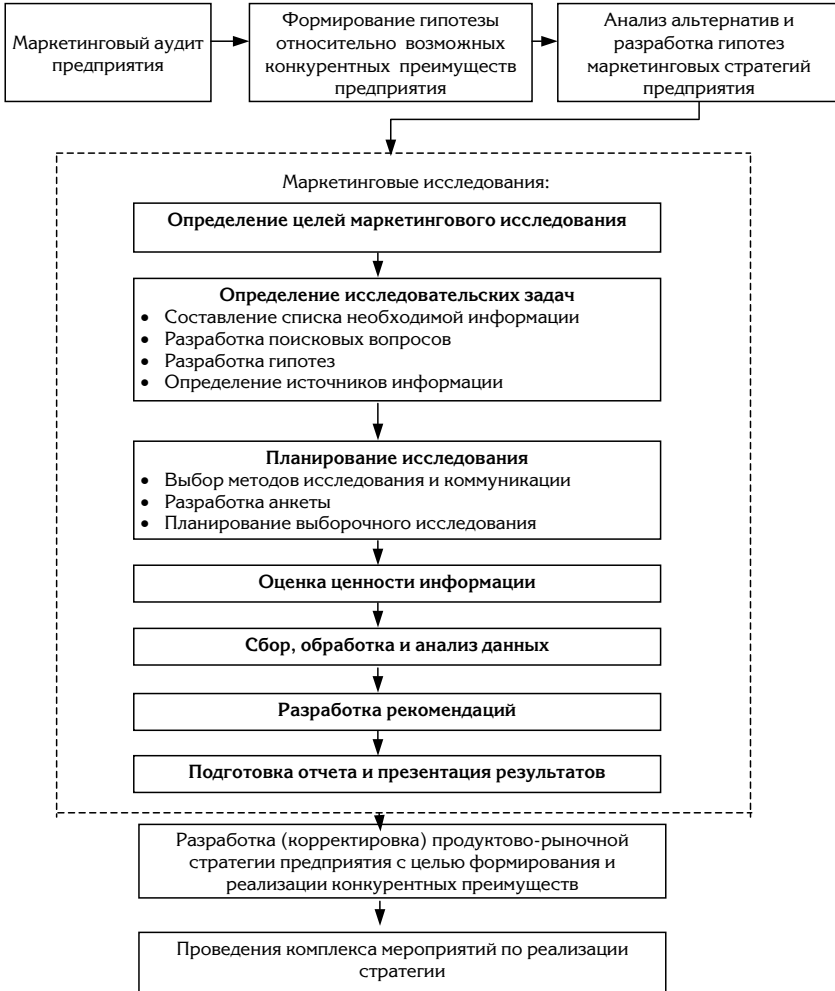 Маркетинговый аудит
предприятия
Формирование гипотезы
относительно возможных
конкурентных преимуществ
предприятия
Анализ альтернатив и
разработка гипотез
маркетинговых стратегий
предприятия
Маркетинговые исследования:
Определение целей маркетингового исследования
Определение исследовательских задач
• Составление списка необходимой информации
• Разработка поисковых вопросов
• Разработка гипотез
• Определение источников информации
Планирование исследования
• Выбор методов исследования и коммуникации
• Разработка анкеты
• Планирование выборочного исследования
Оценка ценности информации
Сбор, обработка и анализ данных
Разработка рекомендаций
Подготовка отчета и презентация результатов
Разработка (корректировка) продуктово-рыночной
стратегии предприятия с целью формирования и
реализации конкурентных преимуществ
Проведения комплекса мероприятий по реализации
стратегии